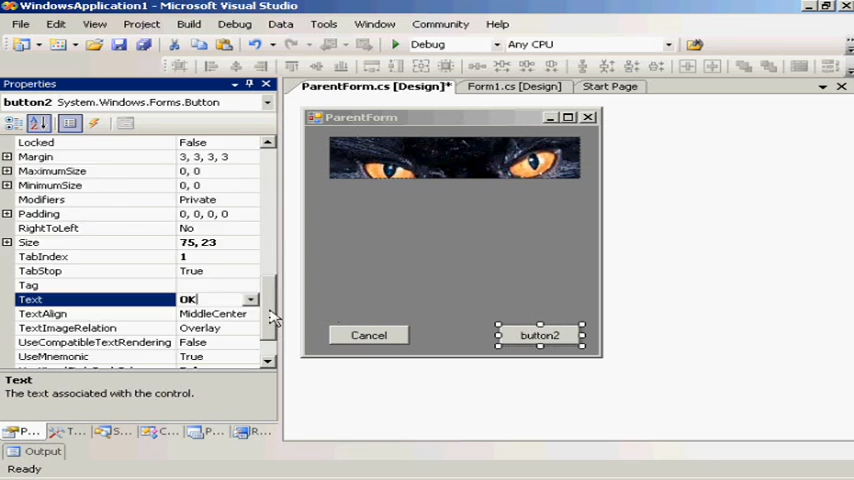 WindowsApplication1 - Microsoft Visual Studio
File Edit View Project Build Debug Data Tools Window Community Help
Debug Any CPU
Properties
button2 System.Windows.Forms.Button
Locked False
Margin 3, 3, 3, 3
MaximumSize 0, 0
MinimumSize 0, 0
Modifiers Private
Padding 0, 0, 0, 0
RightToLeft No
Size 75, 23
TabIndex 1
TabStop True
Tag
Text OK
TextAlign MiddleCenter
TextImageRelation Overlay
UseCompatibleTextRendering False
UseMnemonic True
Text
The text associated with the control.
P... T... S... C... P... R...
Output
Ready
ParentForm.cs [Design]* Form1.cs [Design] Start Page
ParentForm
Cancel button2